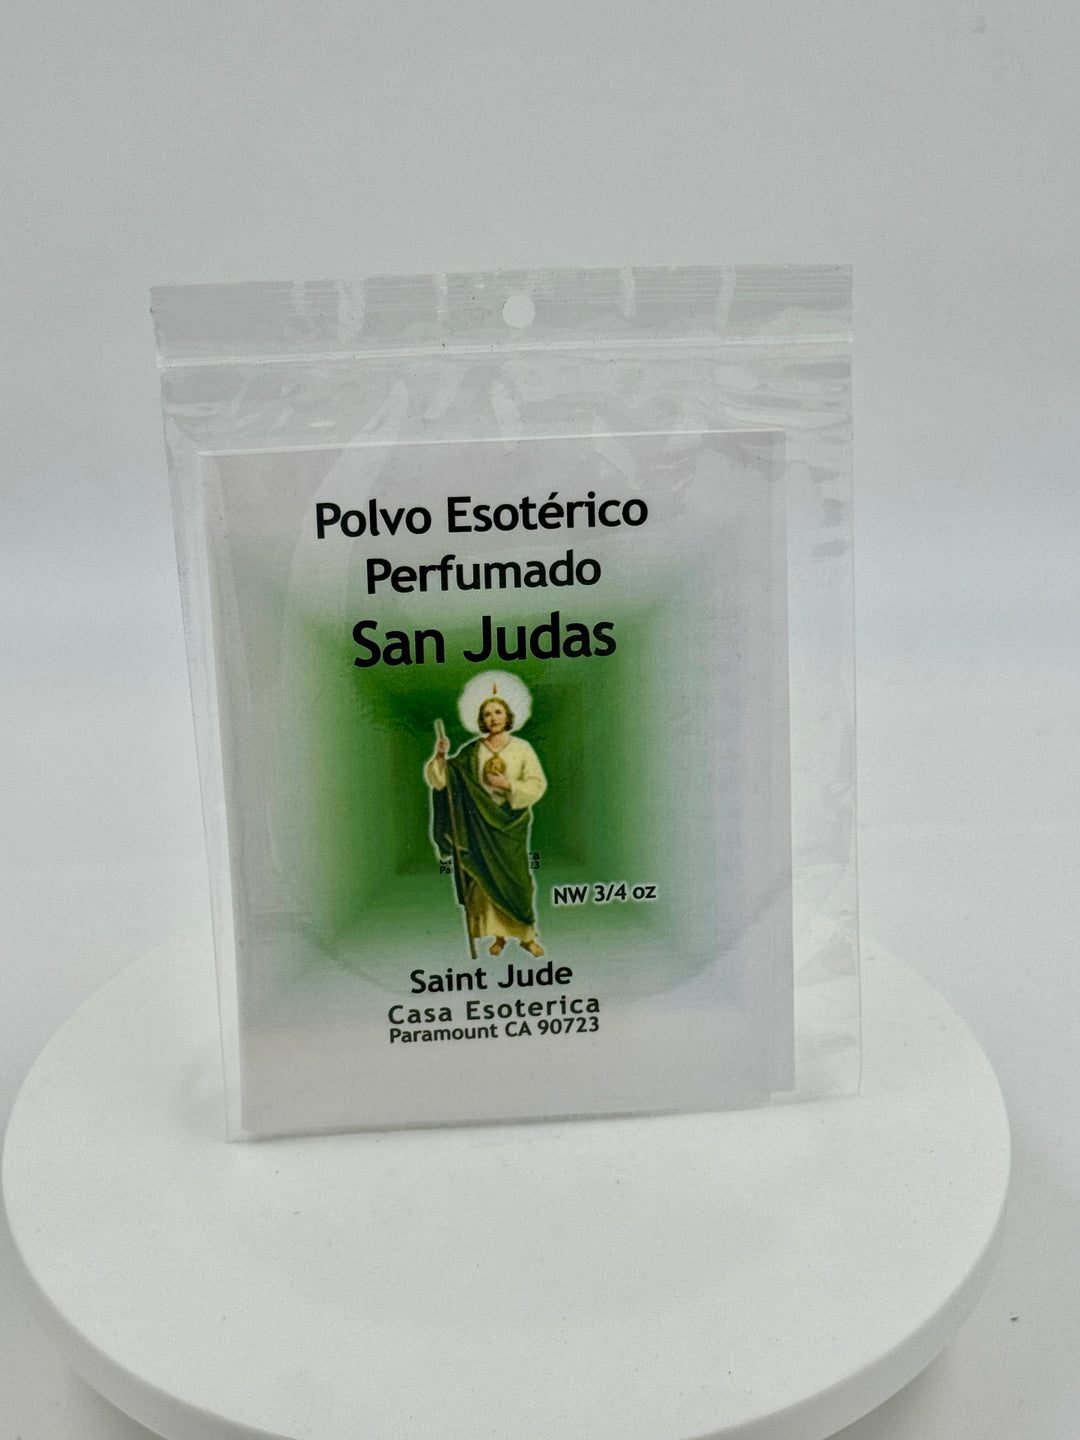 Polvo Esotérico
Perfumado
San Judas
NW 3/4 oz
Saint Jude
Casa Esoterica
Paramount CA 90723